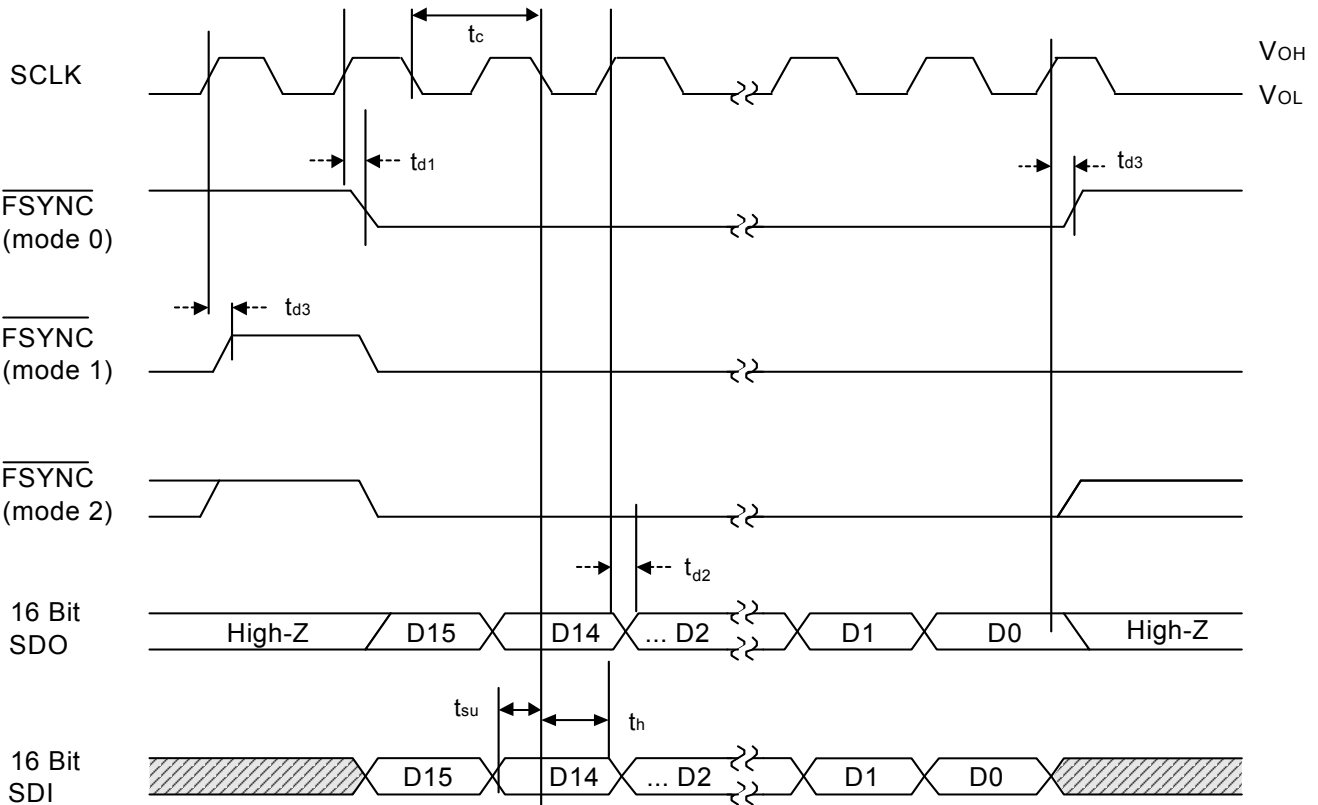 tc
SCLK
VOH
VOL
td1
td3
FSYNC
(mode 0)
td3
FSYNC
(mode 1)
FSYNC
(mode 2)
td2
16 Bit
SDO
High-Z
D15
D14
... D2
D1
D0
High-Z
tsu
th
16 Bit
SDI
D15
D14
... D2
D1
D0